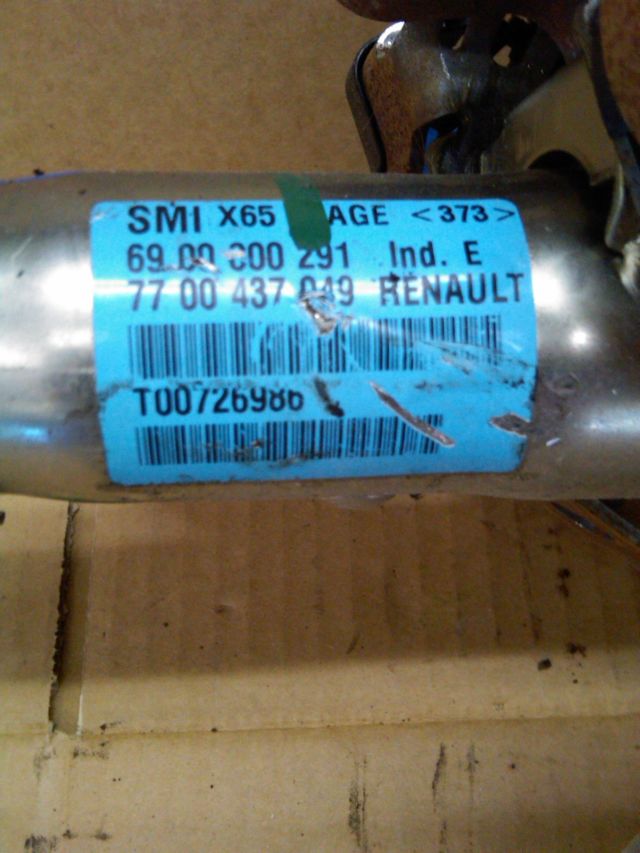 SMI X65 AGE <373>
69 00 000 291 Ind. E
77 00 437 049 RENAULT
T00726986